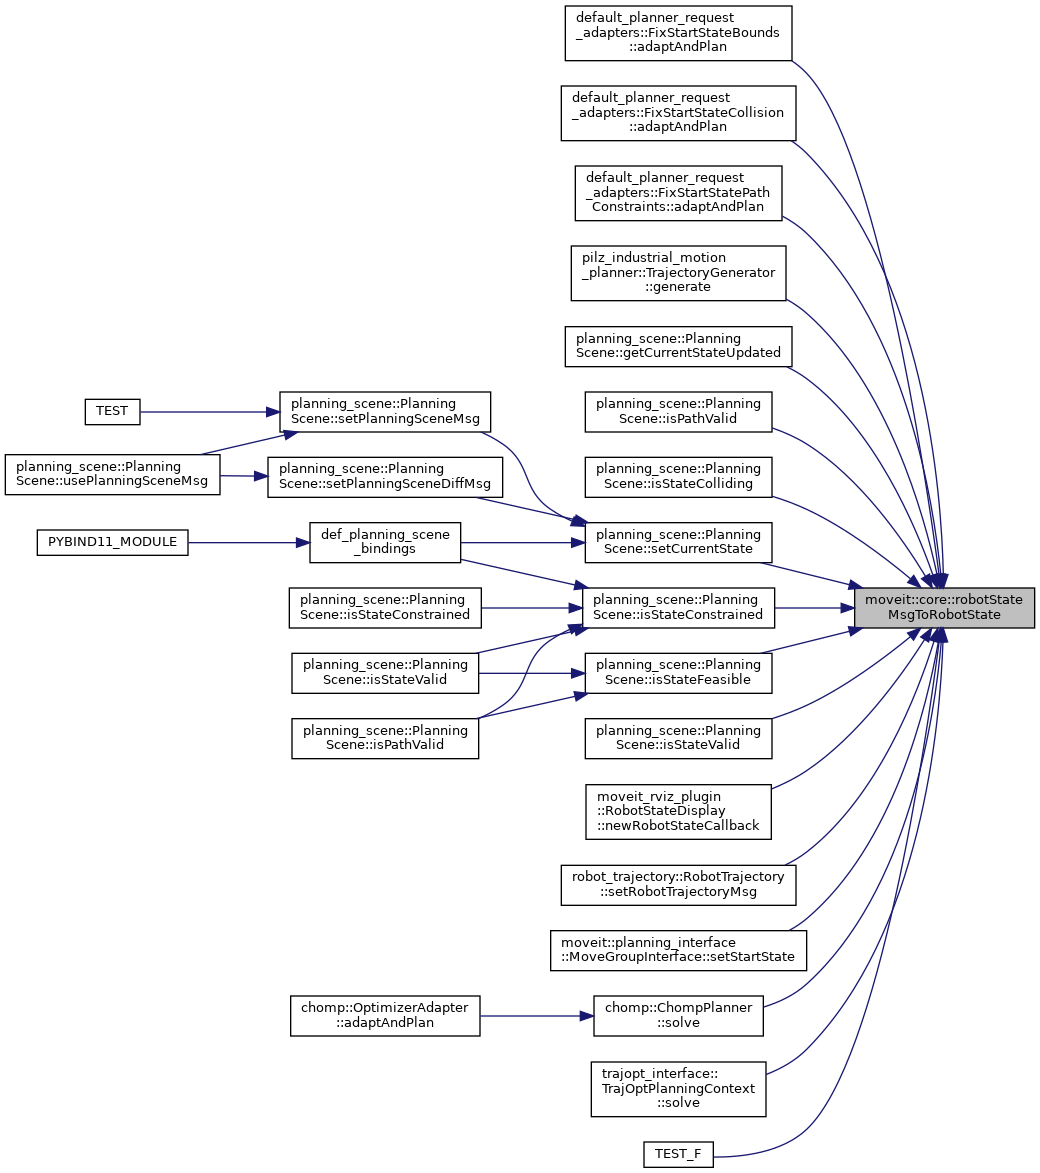 default_planner_request
_adapters::FixStartStateBounds
::adaptAndPlan
default_planner_request
_adapters::FixStartStateCollision
::adaptAndPlan
default_planner_request
_adapters::FixStartStatePath
Constraints::adaptAndPlan
pilz_industrial_motion
_planner::TrajectoryGenerator
::generate
planning_scene::Planning
Scene::getCurrentStateUpdated
planning_scene::Planning
Scene::isPathValid
planning_scene::Planning
Scene::isStateColliding
planning_scene::Planning
Scene::setCurrentState
planning_scene::Planning
Scene::setPlanningSceneMsg
TEST
planning_scene::Planning
Scene::usePlanningSceneMsg
planning_scene::Planning
Scene::setPlanningSceneDiffMsg
def_planning_scene
_bindings
PYBIND11_MODULE
planning_scene::Planning
Scene::isStateConstrained
planning_scene::Planning
Scene::isStateConstrained
moveit::core::robotState
MsgToRobotState
planning_scene::Planning
Scene::isStateValid
planning_scene::Planning
Scene::isStateFeasible
planning_scene::Planning
Scene::isPathValid
planning_scene::Planning
Scene::isStateValid
moveit_rviz_plugin
::RobotStateDisplay
::newRobotStateCallback
robot_trajectory::RobotTrajectory
::setRobotTrajectoryMsg
moveit::planning_interface
::MoveGroupInterface::setStartState
chomp::OptimizerAdapter
::adaptAndPlan
chomp::ChompPlanner
::solve
trajopt_interface::
TrajOptPlanningContext
::solve
TEST_F